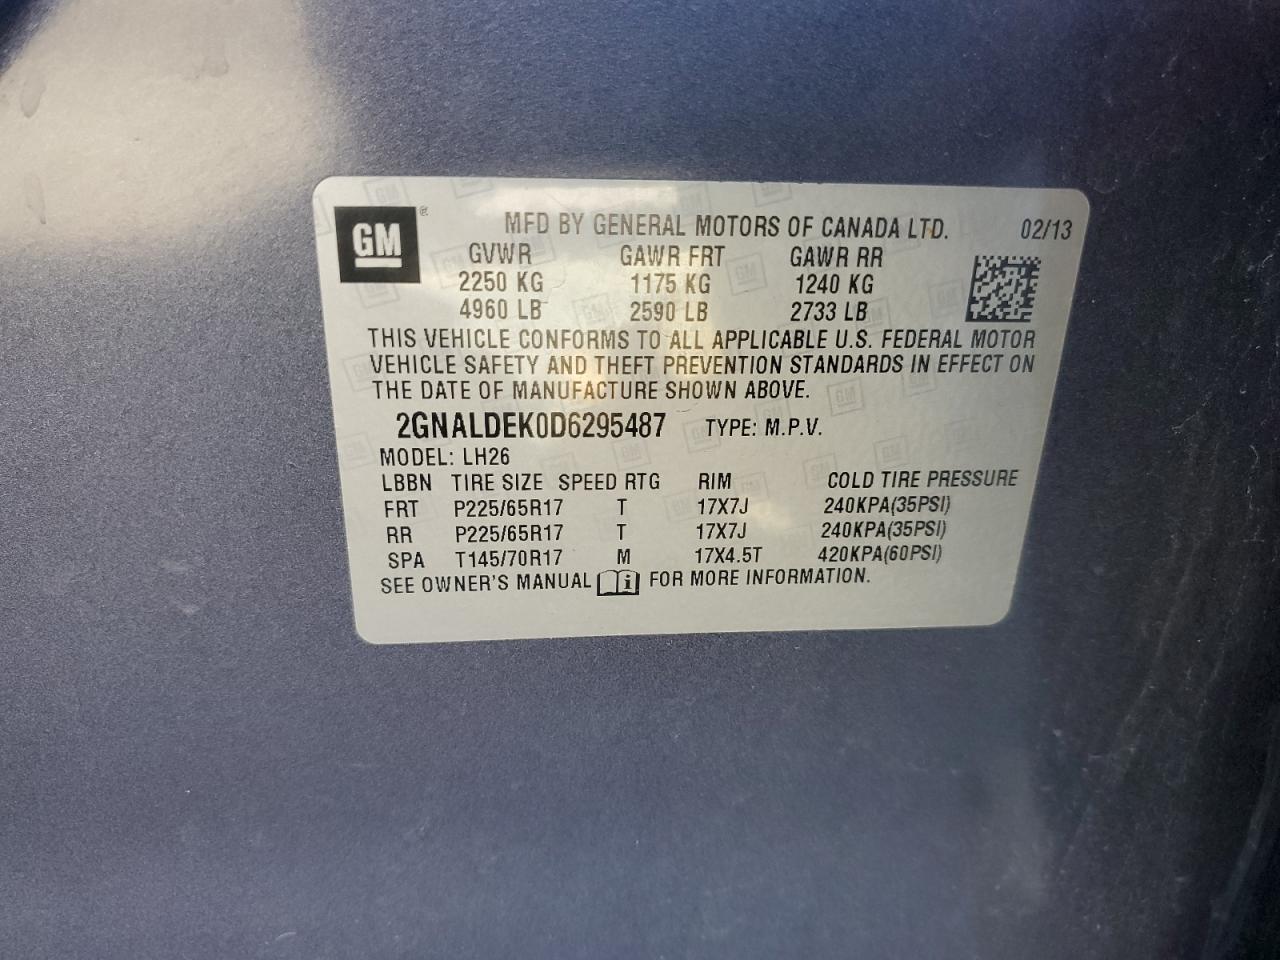 GM ®
MFD BY GENERAL MOTORS OF CANADA LTD. 02/13
GVWR GAWR FRT GAWR RR
2250 KG 1175 KG 1240 KG
4960 LB 2590 LB 2733 LB
THIS VEHICLE CONFORMS TO ALL APPLICABLE U.S. FEDERAL MOTOR
VEHICLE SAFETY AND THEFT PREVENTION STANDARDS IN EFFECT ON
THE DATE OF MANUFACTURE SHOWN ABOVE.
2GNALDEK0D6295487 TYPE: M.P.V.
MODEL: LH26
LBBN TIRE SIZE SPEED RTG RIM COLD TIRE PRESSURE
FRT P225/65R17 T 17X7J 240KPA(35PSI)
RR P225/65R17 T 17X7J 240KPA(35PSI)
SPA T145/70R17 M 17X4.5T 420KPA(60PSI)
SEE OWNER'S MANUAL i FOR MORE INFORMATION.